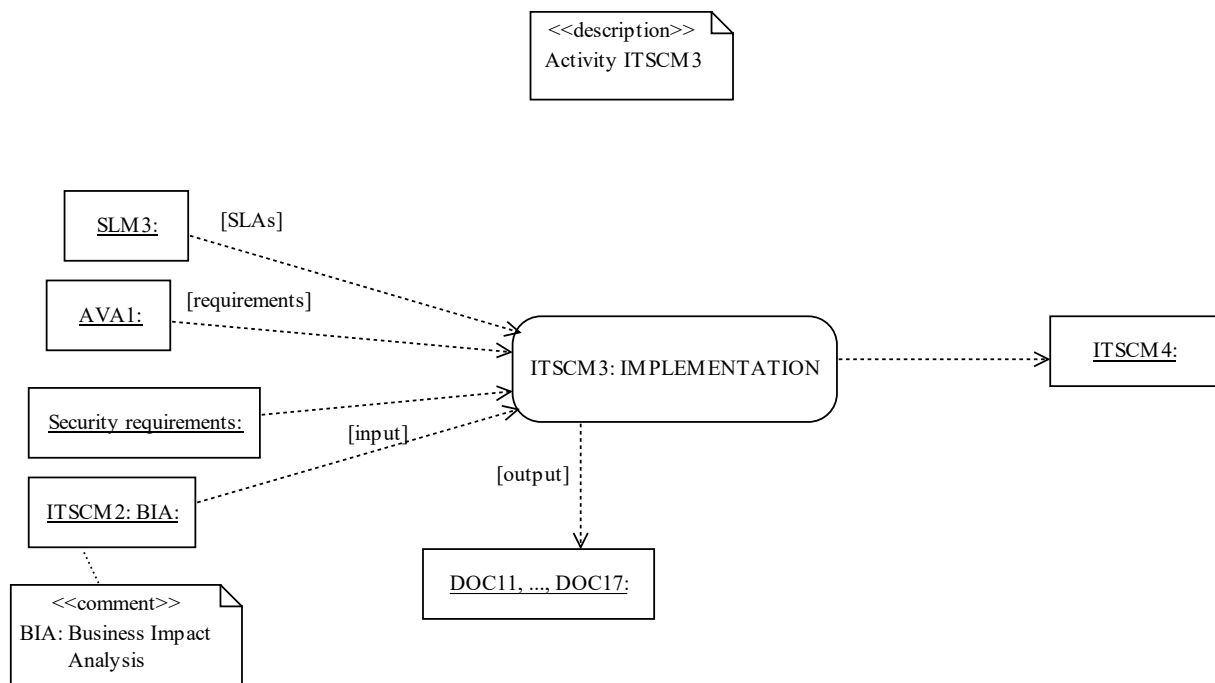 <<description>>
Activity ITSCM3
SLM3:
[SLAs]
AVA1:
[requirements]
ITSCM3: IMPLEMENTATION
ITSCM4:
Security requirements:
[input]
[output]
ITSCM2: BIA:
DOC11, ..., DOC17:
<<comment>>
BIA: Business Impact
Analysis